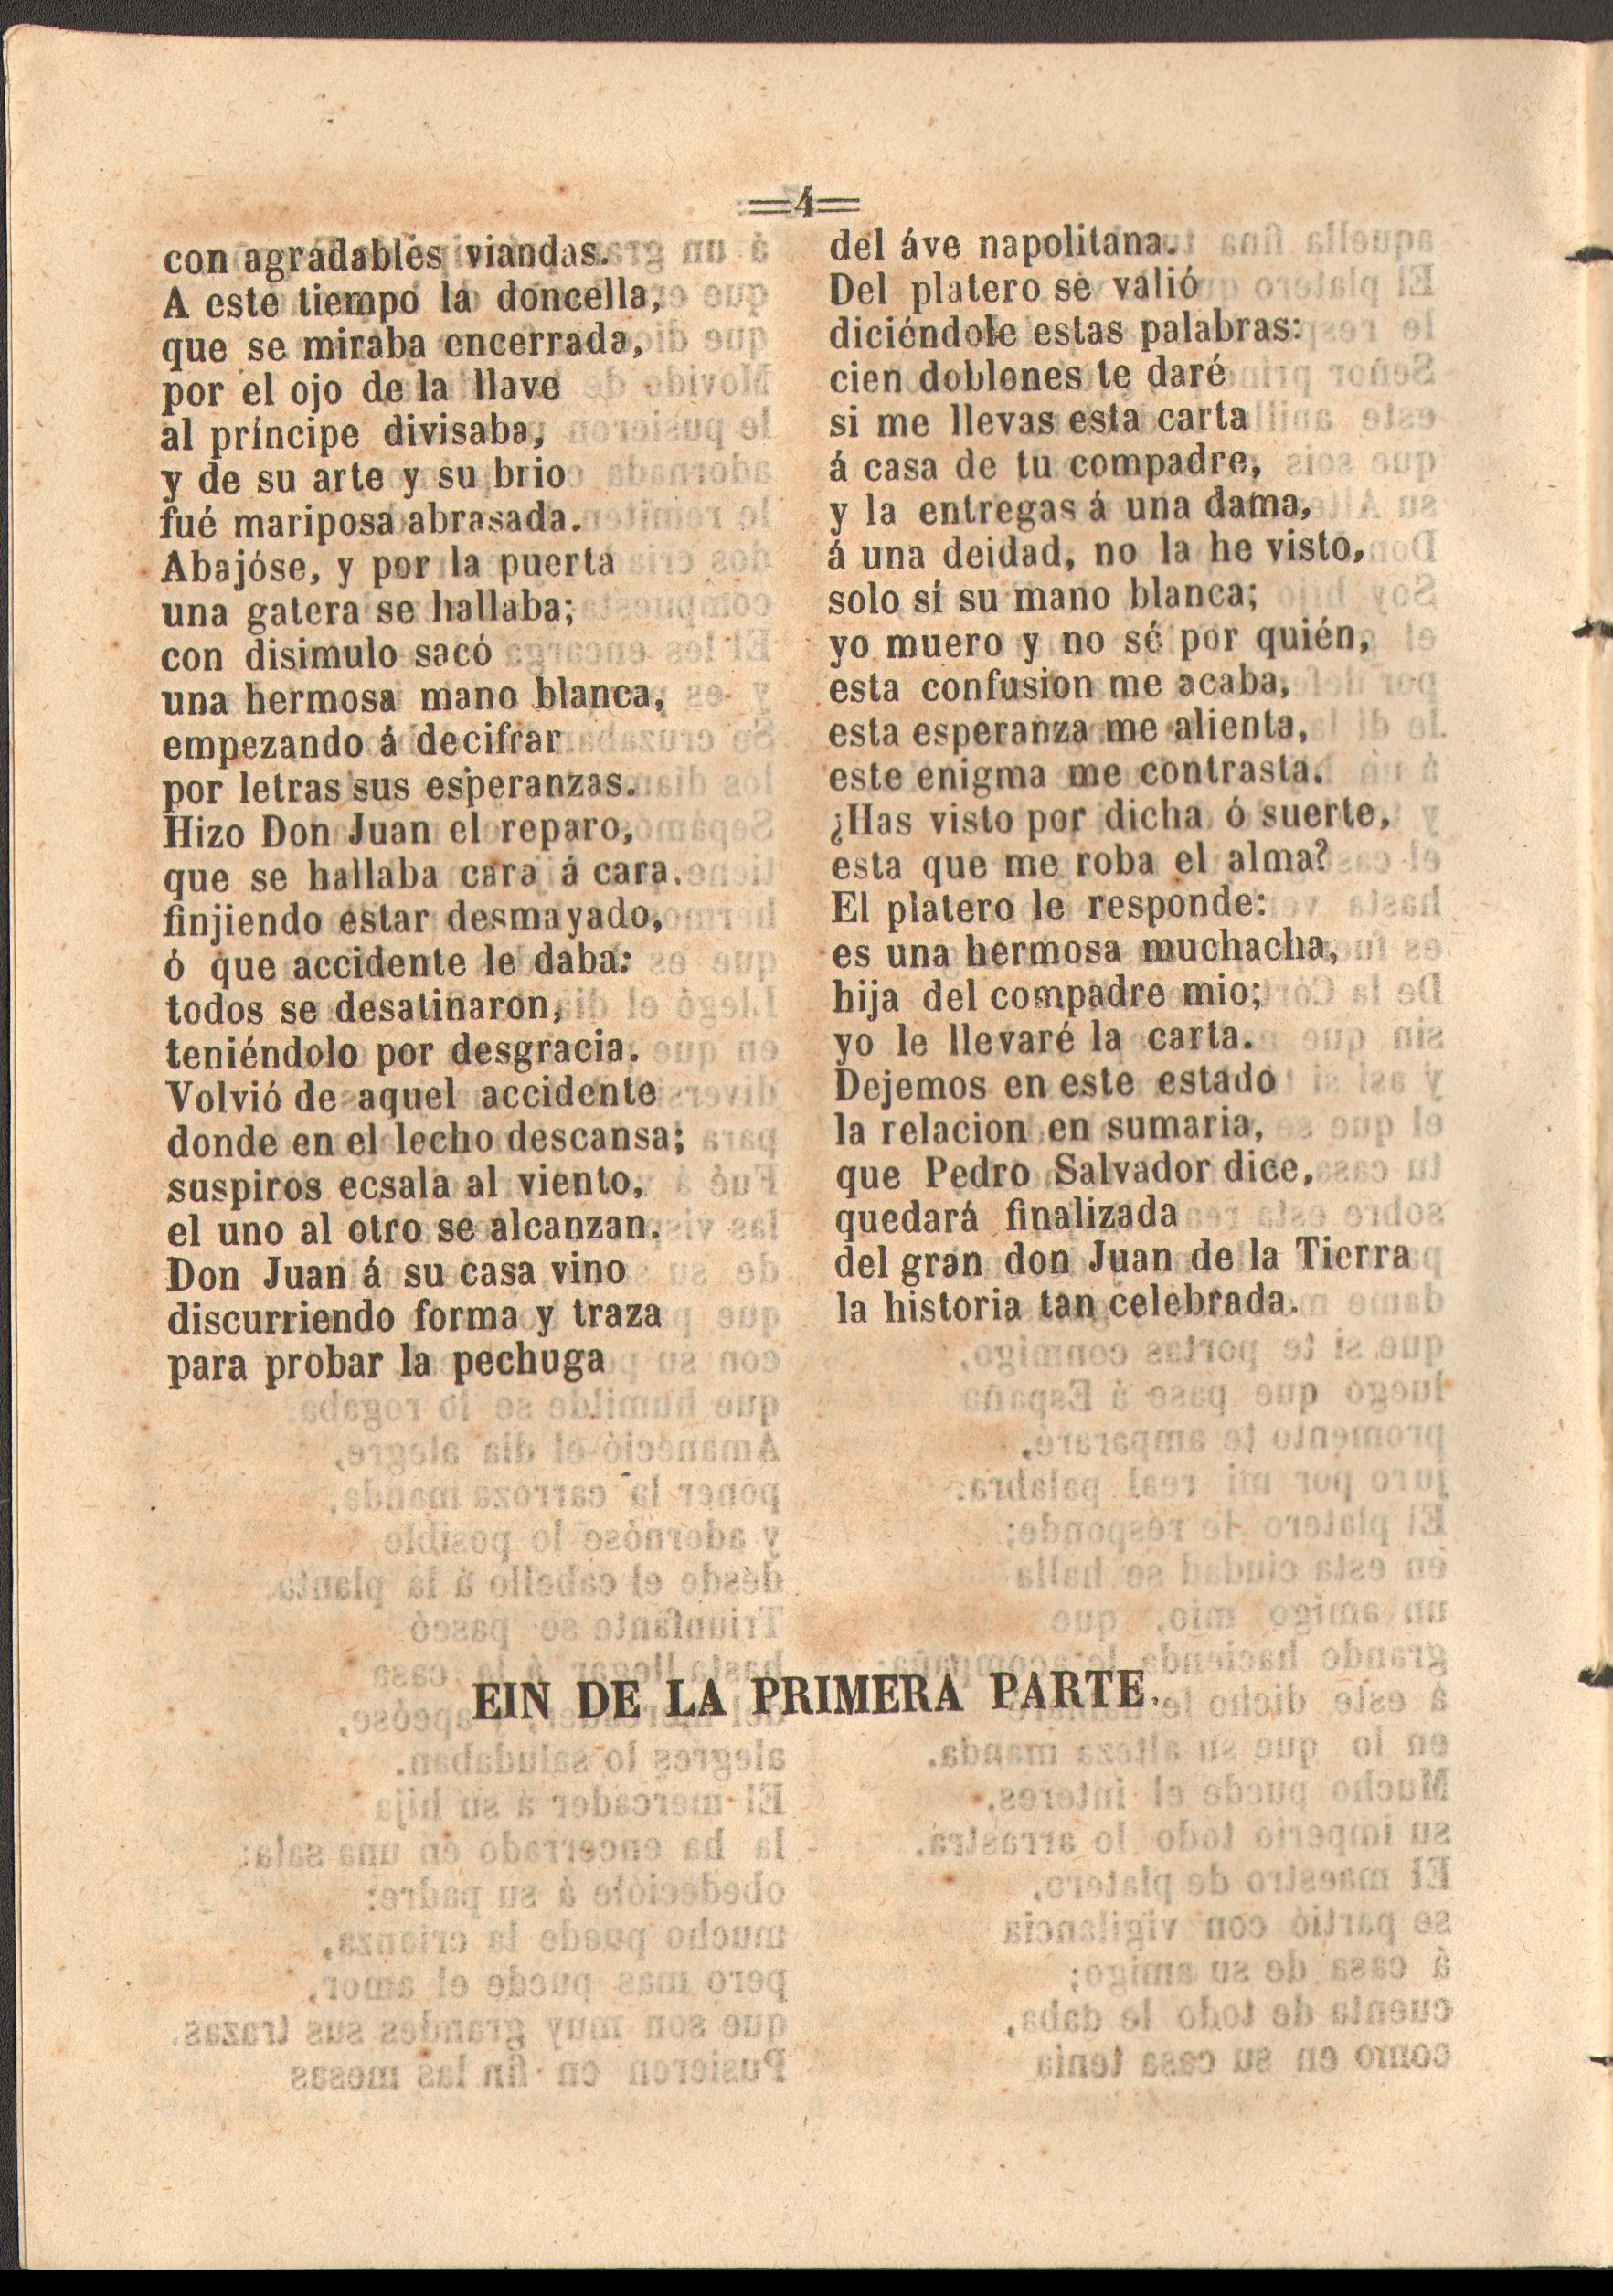 =4=
con agradables viandas.
A este tiempo la doncella,
que se miraba encerrada,
por el ojo de la llave
al príncipe divisaba,
y de su arte y su brio
fué mariposa abrasada.
Abajóse, y por la puerta
una gatera se hallaba;
con disimulo sacó
una hermosa mano blanca,
empezando á decifrar
por letras sus esperanzas.
Hizo Don Juan el reparo,
que se hallaba cara á cara.
finjiendo estar desmayado,
ó que accidente le daba:
todos se desatinaron,
teniéndolo por desgracia.
Volvió de aquel accidente
donde en el lecho descansa;
suspiros ecsala al viento,
el uno al otro se alcanzan.
Don Juan á su casa vino
discurriendo forma y traza
para probar la pechuga
del áve napolitana.
Del platero se valió
diciéndole estas palabras:
cien doblones te daré
si me llevas esta carta
á casa de tu compadre,
y la entregas á una dama,
á una deidad, no la he visto,
solo sí su mano blanca;
yo muero y no sé por quién,
esta confusion me acaba,
esta esperanza me alienta,
este enigma me contrasta.
¿Has visto por dicha ó suerte,
esta que me roba el alma?
El platero le responde:
es una hermosa muchacha,
hija del compadre mio;
yo le llevaré la carta.
Dejemos en este estado
la relacion en sumaria,
que Pedro Salvador dice,
quedará finalizada
del gran don Juan de la Tierra
la historia tan celebrada.
EIN DE LA PRIMERA PARTE.